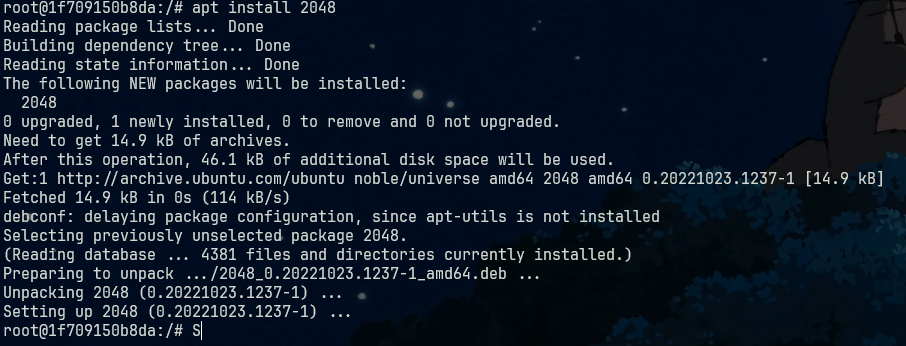 root@1f709150b8da:/# apt install 2048
Reading package lists... Done
Building dependency tree... Done
Reading state information... Done
The following NEW packages will be installed:
  2048
0 upgraded, 1 newly installed, 0 to remove and 0 not upgraded.
Need to get 14.9 kB of archives.
After this operation, 46.1 kB of additional disk space will be used.
Get:1 http://archive.ubuntu.com/ubuntu noble/universe amd64 2048 amd64 0.20221023.1237-1 [14.9 kB]
Fetched 14.9 kB in 0s (114 kB/s)
debconf: delaying package configuration, since apt-utils is not installed
Selecting previously unselected package 2048.
(Reading database ... 4381 files and directories currently installed.)
Preparing to unpack .../2048_0.20221023.1237-1_amd64.deb ...
Unpacking 2048 (0.20221023.1237-1) ...
Setting up 2048 (0.20221023.1237-1) ...
root@1f709150b8da:/# S